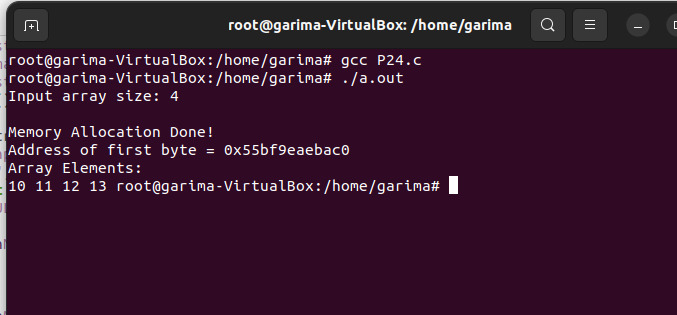 root@garima-VirtualBox: /home/garima
root@garima-VirtualBox:/home/garima# gcc P24.c
root@garima-VirtualBox:/home/garima# ./a.out
Input array size: 4
Memory Allocation Done!
Address of first byte = 0x55bf9eaebac0
Array Elements:
10 11 12 13 root@garima-VirtualBox:/home/garima#